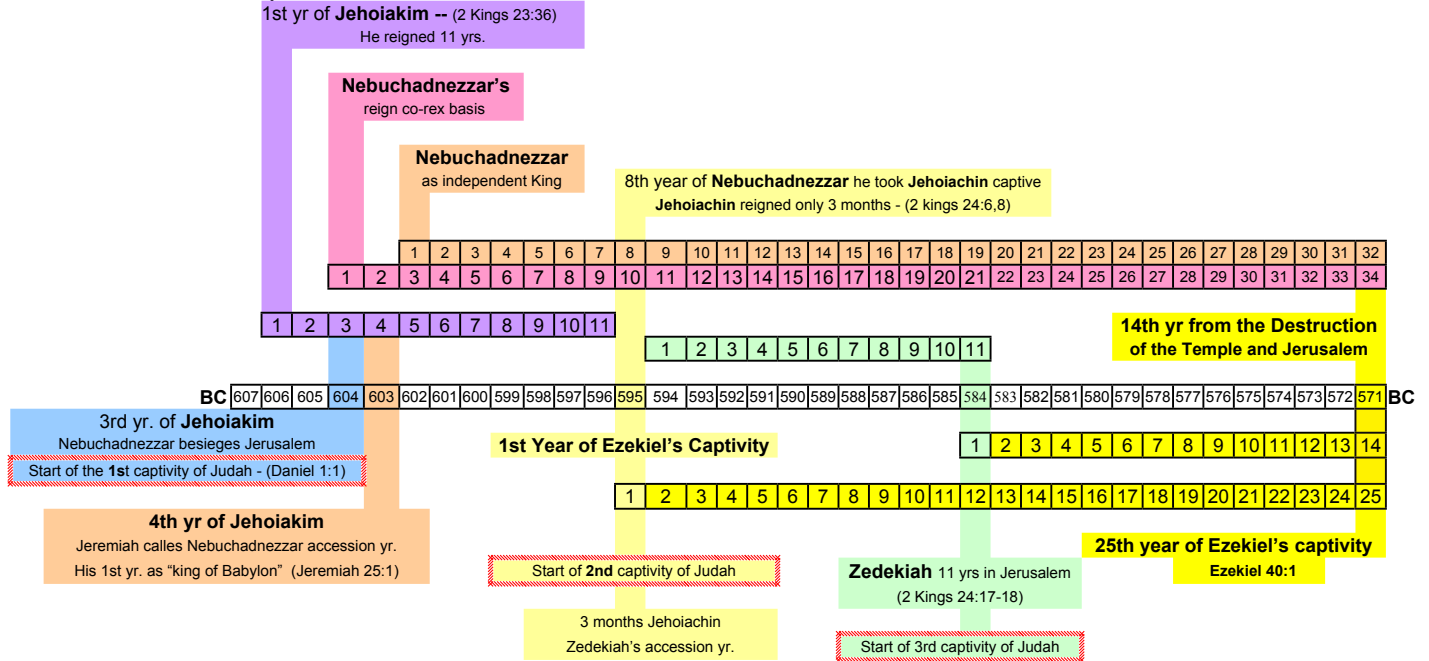 1st yr of Jehoiakim -- (2 Kings 23:36)
He reigned 11 yrs.
Nebuchadnezzar's
reign co-rex basis
Nebuchadnezzar
as independent King
8th year of Nebuchadnezzar he took Jehoiachin captive
Jehoiachin reigned only 3 months - (2 kings 24:6,8)
1 2 3 4 5 6 7 8 9 10 11 12 13 14 15 16 17 18 19 20 21 22 23 24 25 26 27 28 29 30 31 32
1 2 3 4 5 6 7 8 9 10 11 12 13 14 15 16 17 18 19 20 21 22 23 24 25 26 27 28 29 30 31 32 33 34
1 2 3 4 5 6 7 8 9 10 11
14th yr from the Destruction
of the Temple and Jerusalem
1 2 3 4 5 6 7 8 9 10 11
BC 607 606 605 604 603 602 601 600 599 598 597 596 595 594 593 592 591 590 589 588 587 586 585 584 583 582 581 580 579 578 577 576 575 574 573 572 571 BC
3rd yr. of Jehoiakim
Nebuchadnezzar besieges Jerusalem
Start of the 1st captivity of Judah - (Daniel 1:1)
1st Year of Ezekiel's Captivity
1 2 3 4 5 6 7 8 9 10 11 12 13 14
1 2 3 4 5 6 7 8 9 10 11 12 13 14 15 16 17 18 19 20 21 22 23 24 25
4th yr of Jehoiakim
Jeremiah calles Nebuchadnezzar accession yr.
His 1st yr. as "king of Babylon" (Jeremiah 25:1)
25th year of Ezekiel's captivity
Ezekiel 40:1
Start of 2nd captivity of Judah
Zedekiah 11 yrs in Jerusalem
(2 Kings 24:17-18)
3 months Jehoiachin
Zedekiah's accession yr.
Start of 3rd captivity of Judah